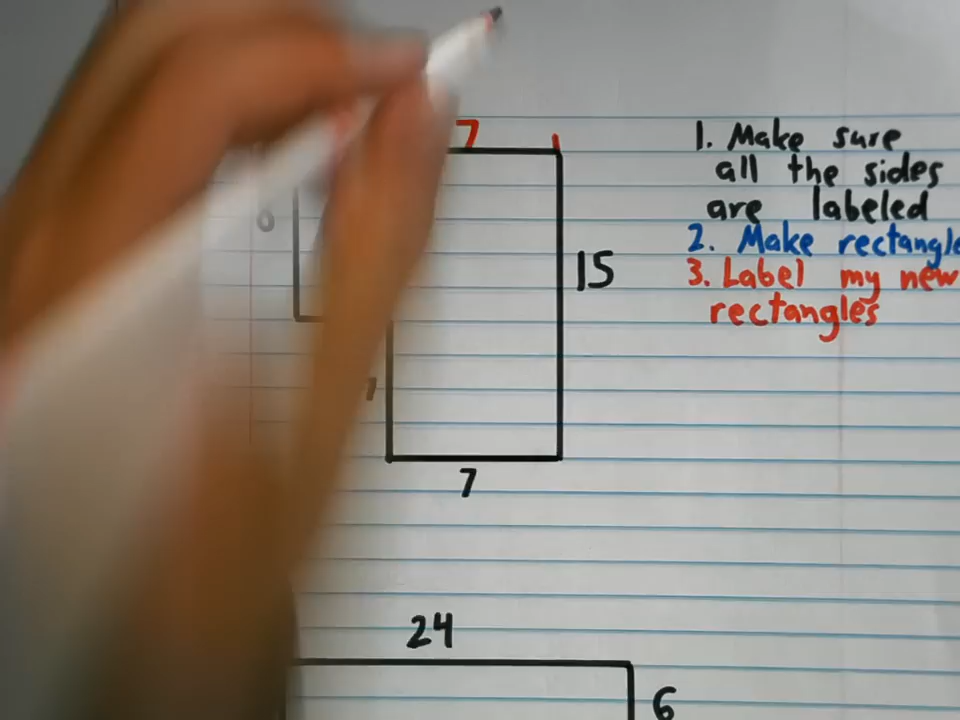 7
1. Make sure
all the sides
are labeled
2. Make rectangle
3. Label my new
rectangles
8
15
7
24
6